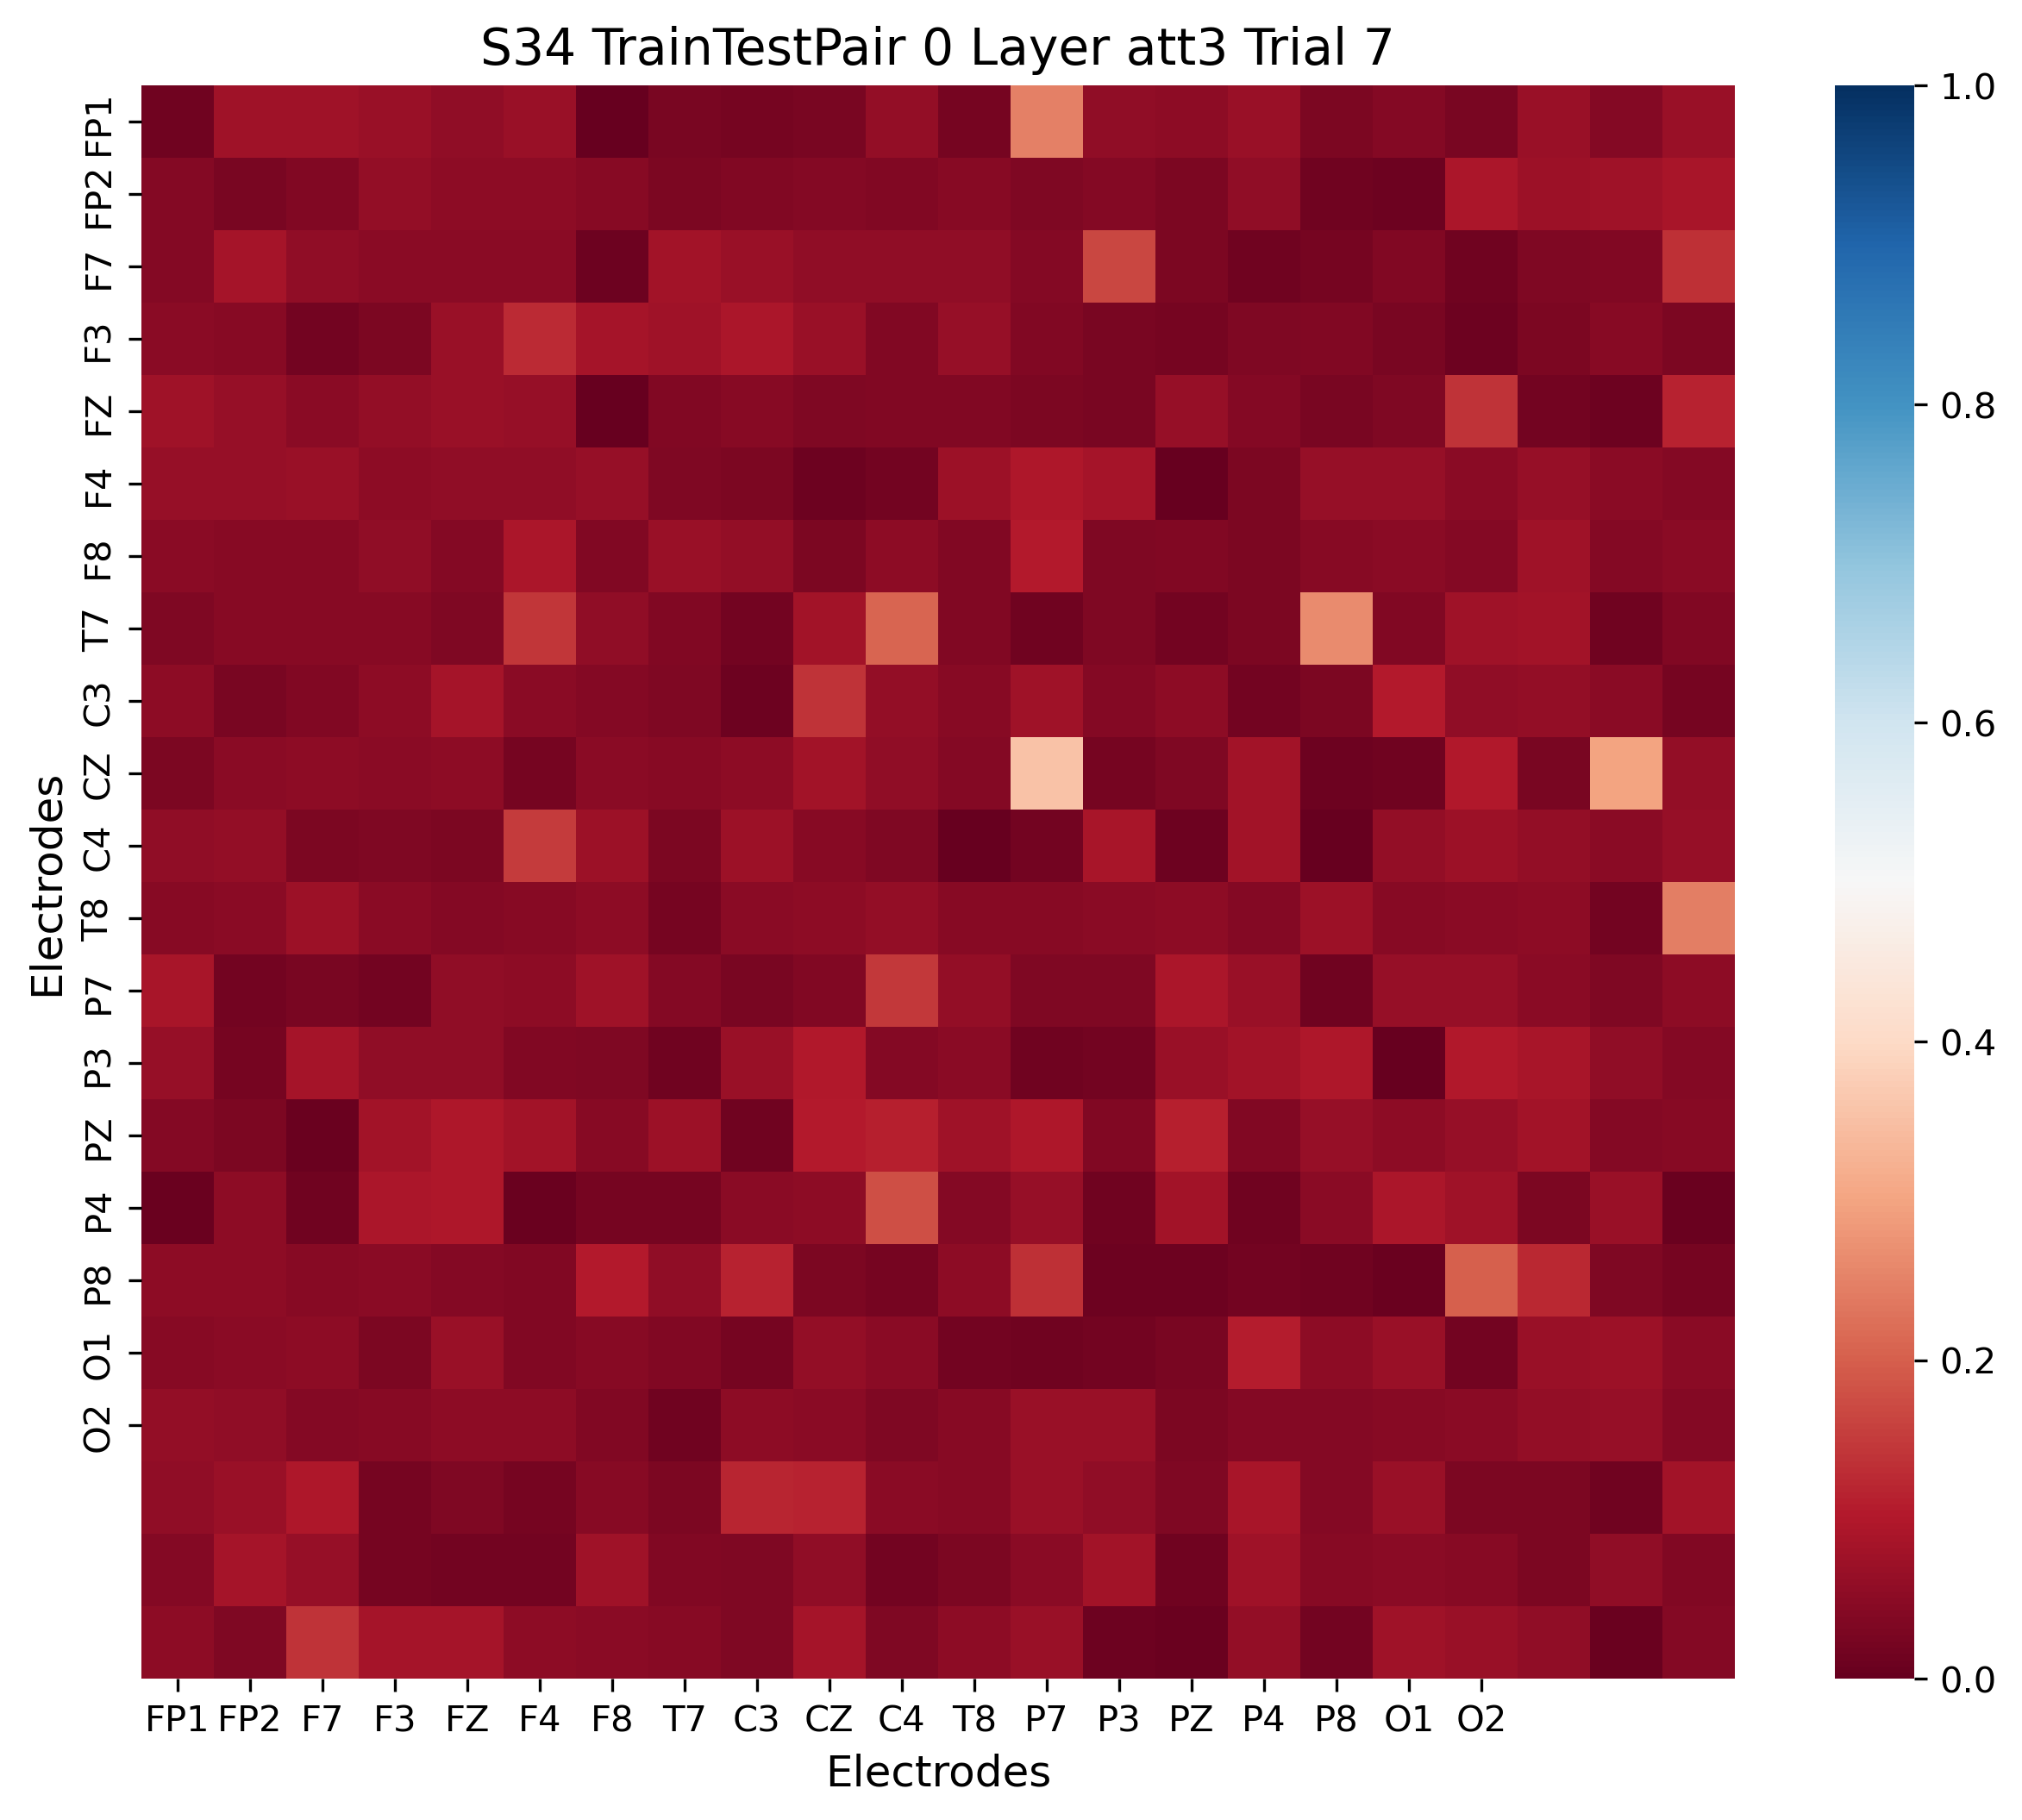 S34 TrainTestPair 0 Layer att3 Trial 7
Electrodes
FP1
FP2
F7
F3
FZ
F4
F8
T7
C3
CZ
C4
T8
P7
P3
PZ
P4
P8
O1
O2
FP1 FP2 F7 F3 FZ F4 F8 T7 C3 CZ C4 T8 P7 P3 PZ P4 P8 O1 O2
Electrodes
1.0
0.8
0.6
0.4
0.2
0.0